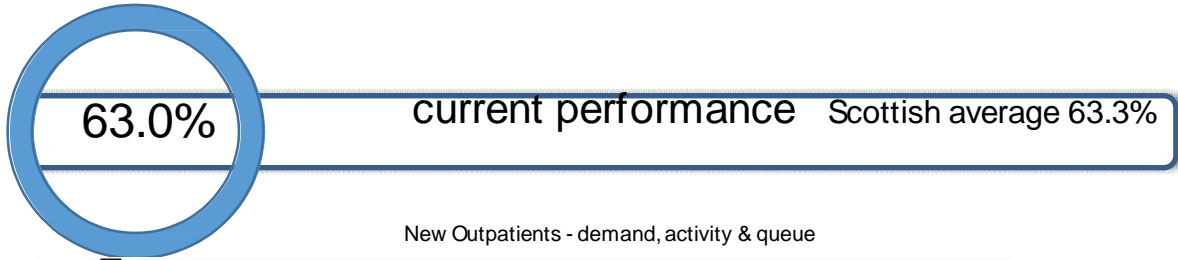 63.0% current performance Scottish average 63.3%
New Outpatients - demand, activity & queue